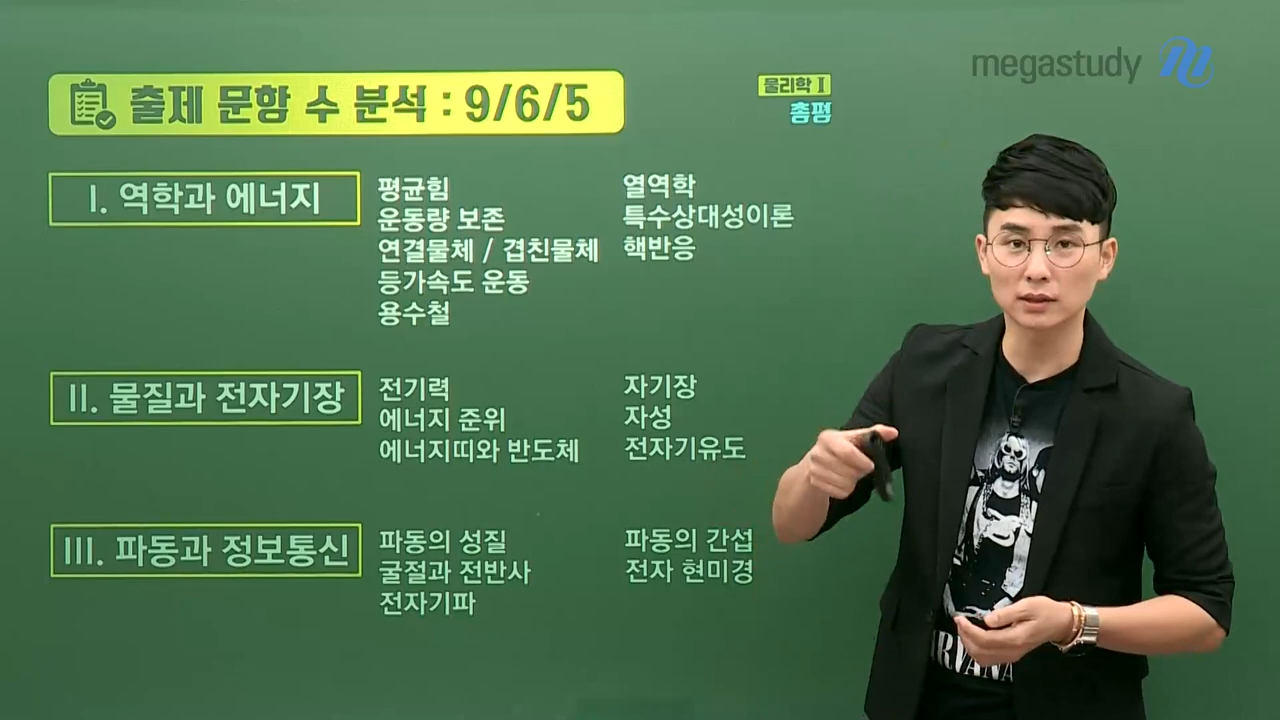 megastudy
출제 문항 수 분석 : 9/6/5
물리학 I
총평
I. 역학과 에너지
평균힘
운동량 보존
연결물체 / 겹친물체
등가속도 운동
용수철
열역학
특수상대성이론
핵반응
II. 물질과 전자기장
전기력
에너지 준위
에너지띠와 반도체
자기장
자성
전자기유도
III. 파동과 정보통신
파동의 성질
굴절과 전반사
전자기파
파동의 간섭
전자 현미경